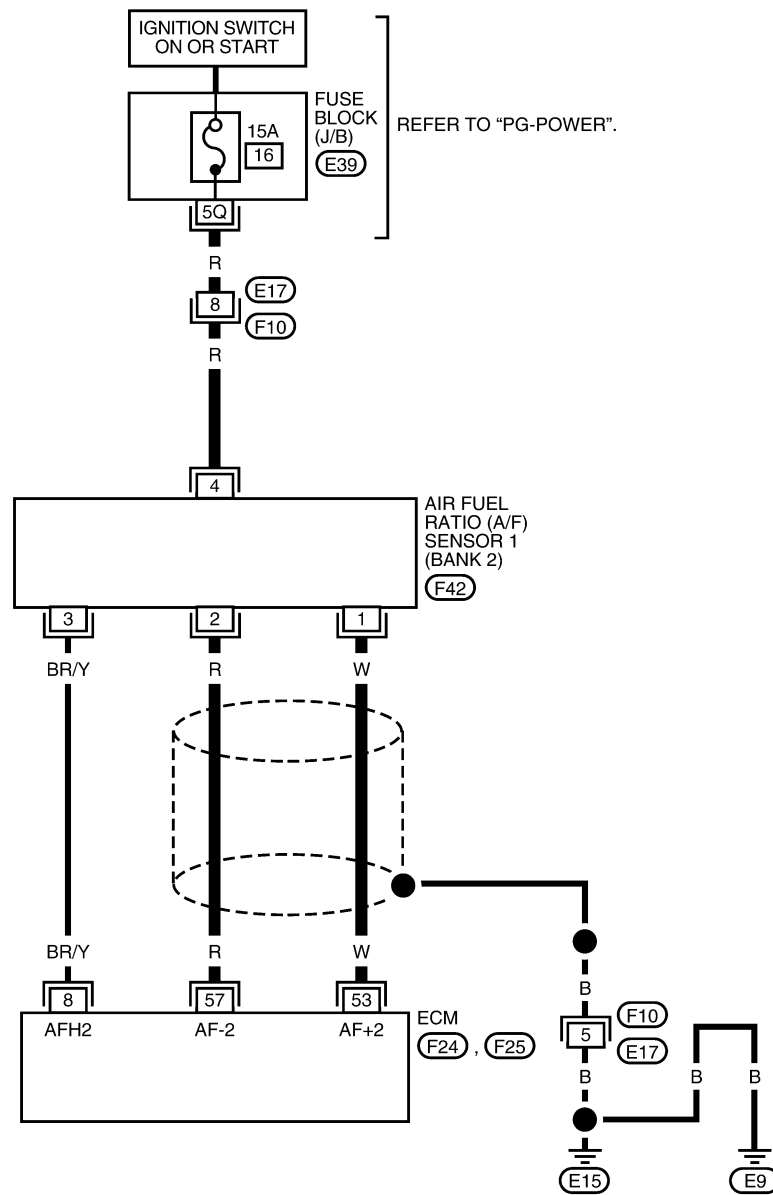 IGNITION SWITCH
ON OR START
FUSE
BLOCK
(J/B)
E39
15A
16
REFER TO “PG-POWER”.
5Q
R
8
E17
F10
R
4
AIR FUEL
RATIO (A/F)
SENSOR 1
(BANK 2)
F42
3 2 1
BR/Y R W
BR/Y R W
8 57 53
AFH2 AF-2 AF+2
ECM
F24 , F25
B
5
F10
E17
B B B
E15 E9